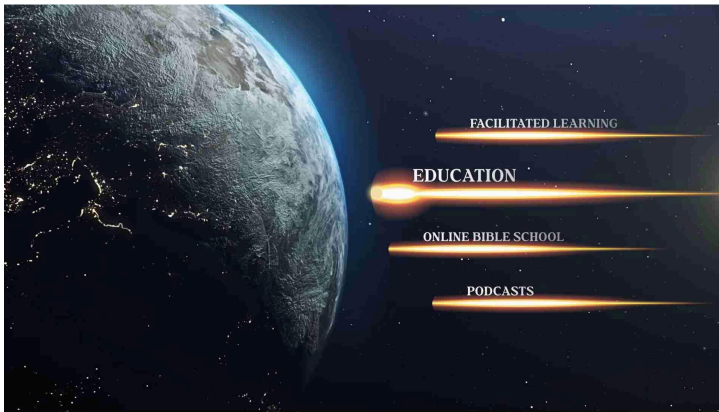 FACILITATED LEARNING
EDUCATION
ONLINE BIBLE SCHOOL
PODCASTS